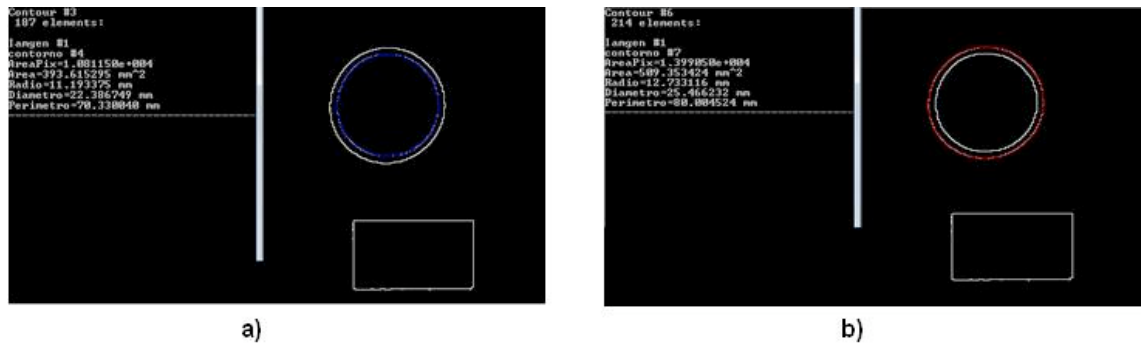 Contour #3
187 elements:
Iamgen #1
contorno #4
AreaPix=1.081150e+004
Area=393.615295 mm^2
Radio=11.193375 mm
Diametro=22.386749 mm
Perimetro=70.330040 mm
a)
Contour #6
214 elements:
Iamgen #1
contorno #7
AreaPix=1.399050e+004
Area=509.353424 mm^2
Radio=12.733116 mm
Diametro=25.466232 mm
Perimetro=80.004524 mm
b)